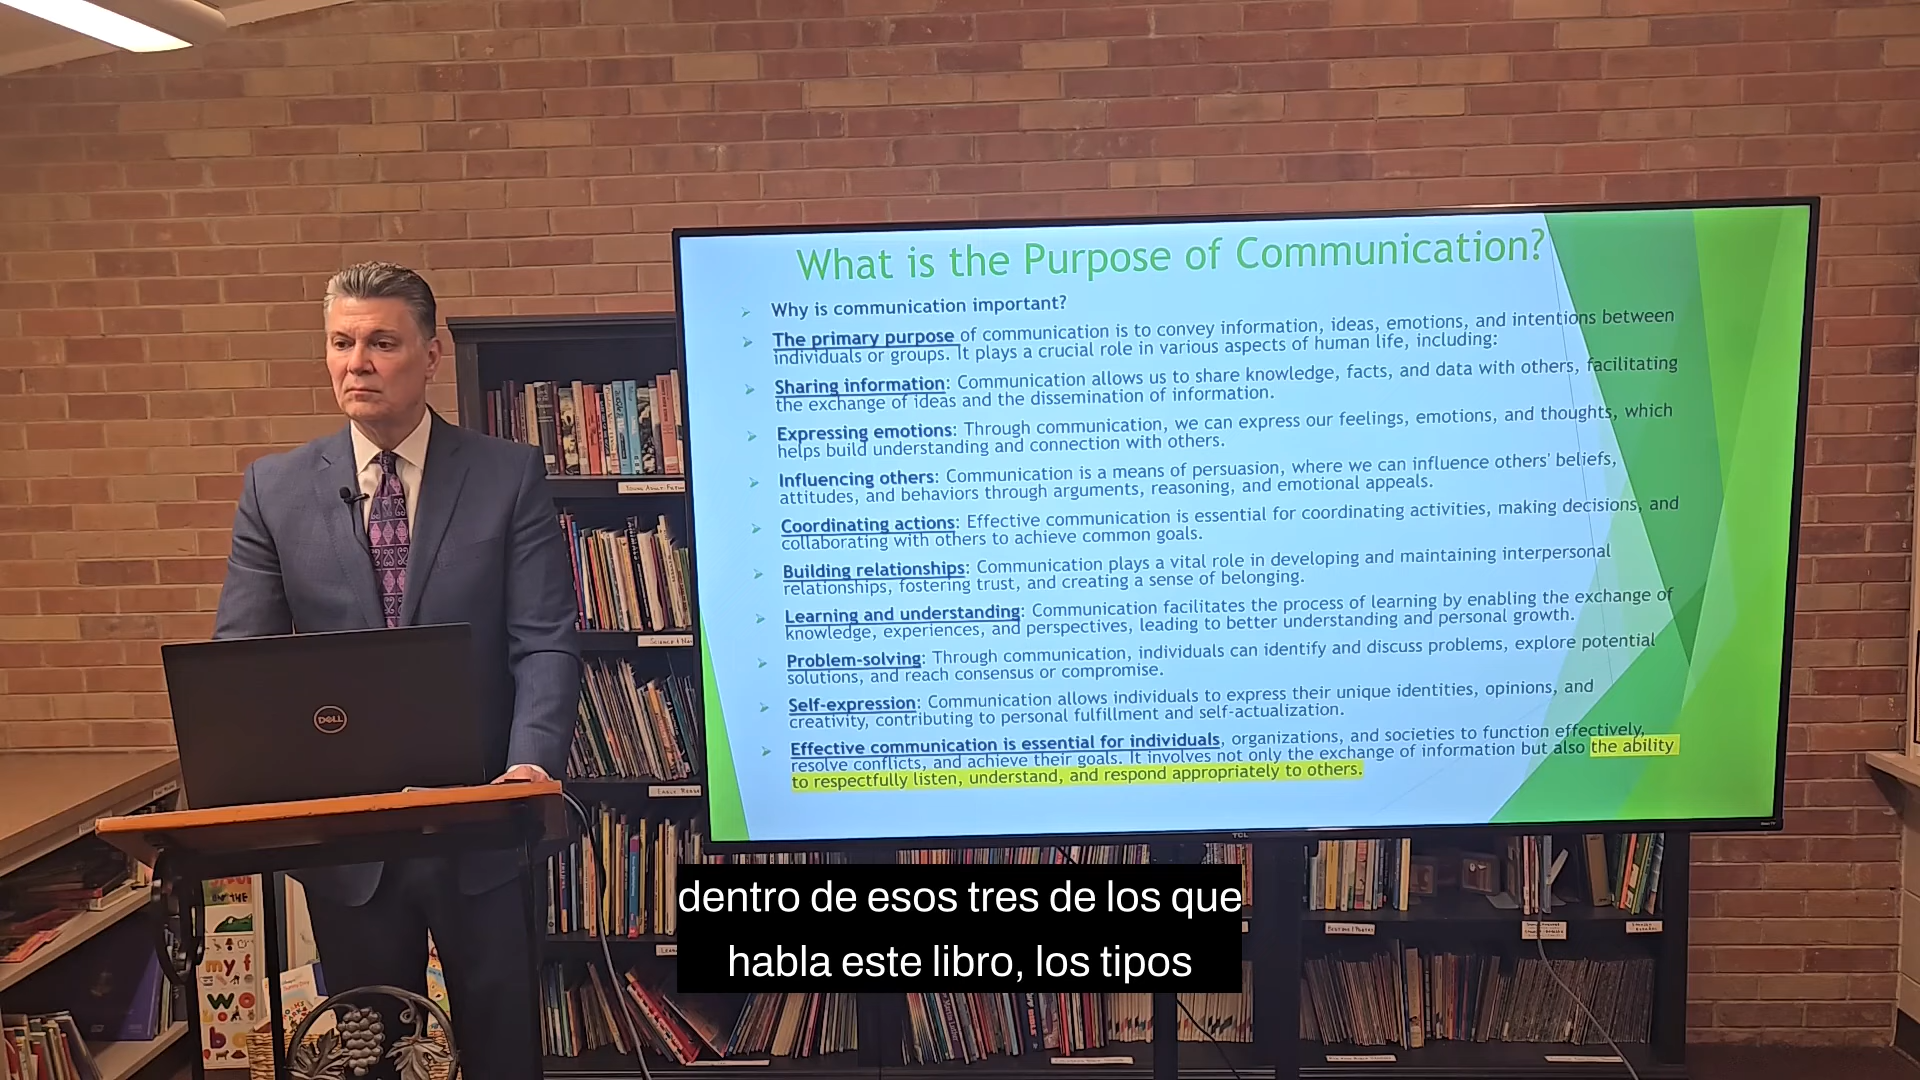 What is the Purpose of Communication?
Why is communication important?
The primary purpose of communication is to convey information, ideas, emotions, and intentions between
individuals or groups. It plays a crucial role in various aspects of human life, including:
Sharing information: Communication allows us to share knowledge, facts, and data with others, facilitating
the exchange of ideas and the dissemination of information.
Expressing emotions: Through communication, we can express our feelings, emotions, and thoughts, which
helps build understanding and connection with others.
Influencing others: Communication is a means of persuasion, where we can influence others' beliefs,
attitudes, and behaviors through arguments, reasoning, and emotional appeals.
Coordinating actions: Effective communication is essential for coordinating activities, making decisions, and
collaborating with others to achieve common goals.
Building relationships: Communication plays a vital role in developing and maintaining interpersonal
relationships, fostering trust, and creating a sense of belonging.
Learning and understanding: Communication facilitates the process of learning by enabling the exchange of
knowledge, experiences, and perspectives, leading to better understanding and personal growth.
Problem-solving: Through communication, individuals can identify and discuss problems, explore potential
solutions, and reach consensus or compromise.
Self-expression: Communication allows individuals to express their unique identities, opinions, and
creativity, contributing to personal fulfillment and self-actualization.
Effective communication is essential for individuals, organizations, and societies to function effectively,
resolve conflicts, and achieve their goals. It involves not only the exchange of information but also the ability
to respectfully listen, understand, and respond appropriately to others.
TCL
DELL
dentro de esos tres de los que
habla este libro, los tipos